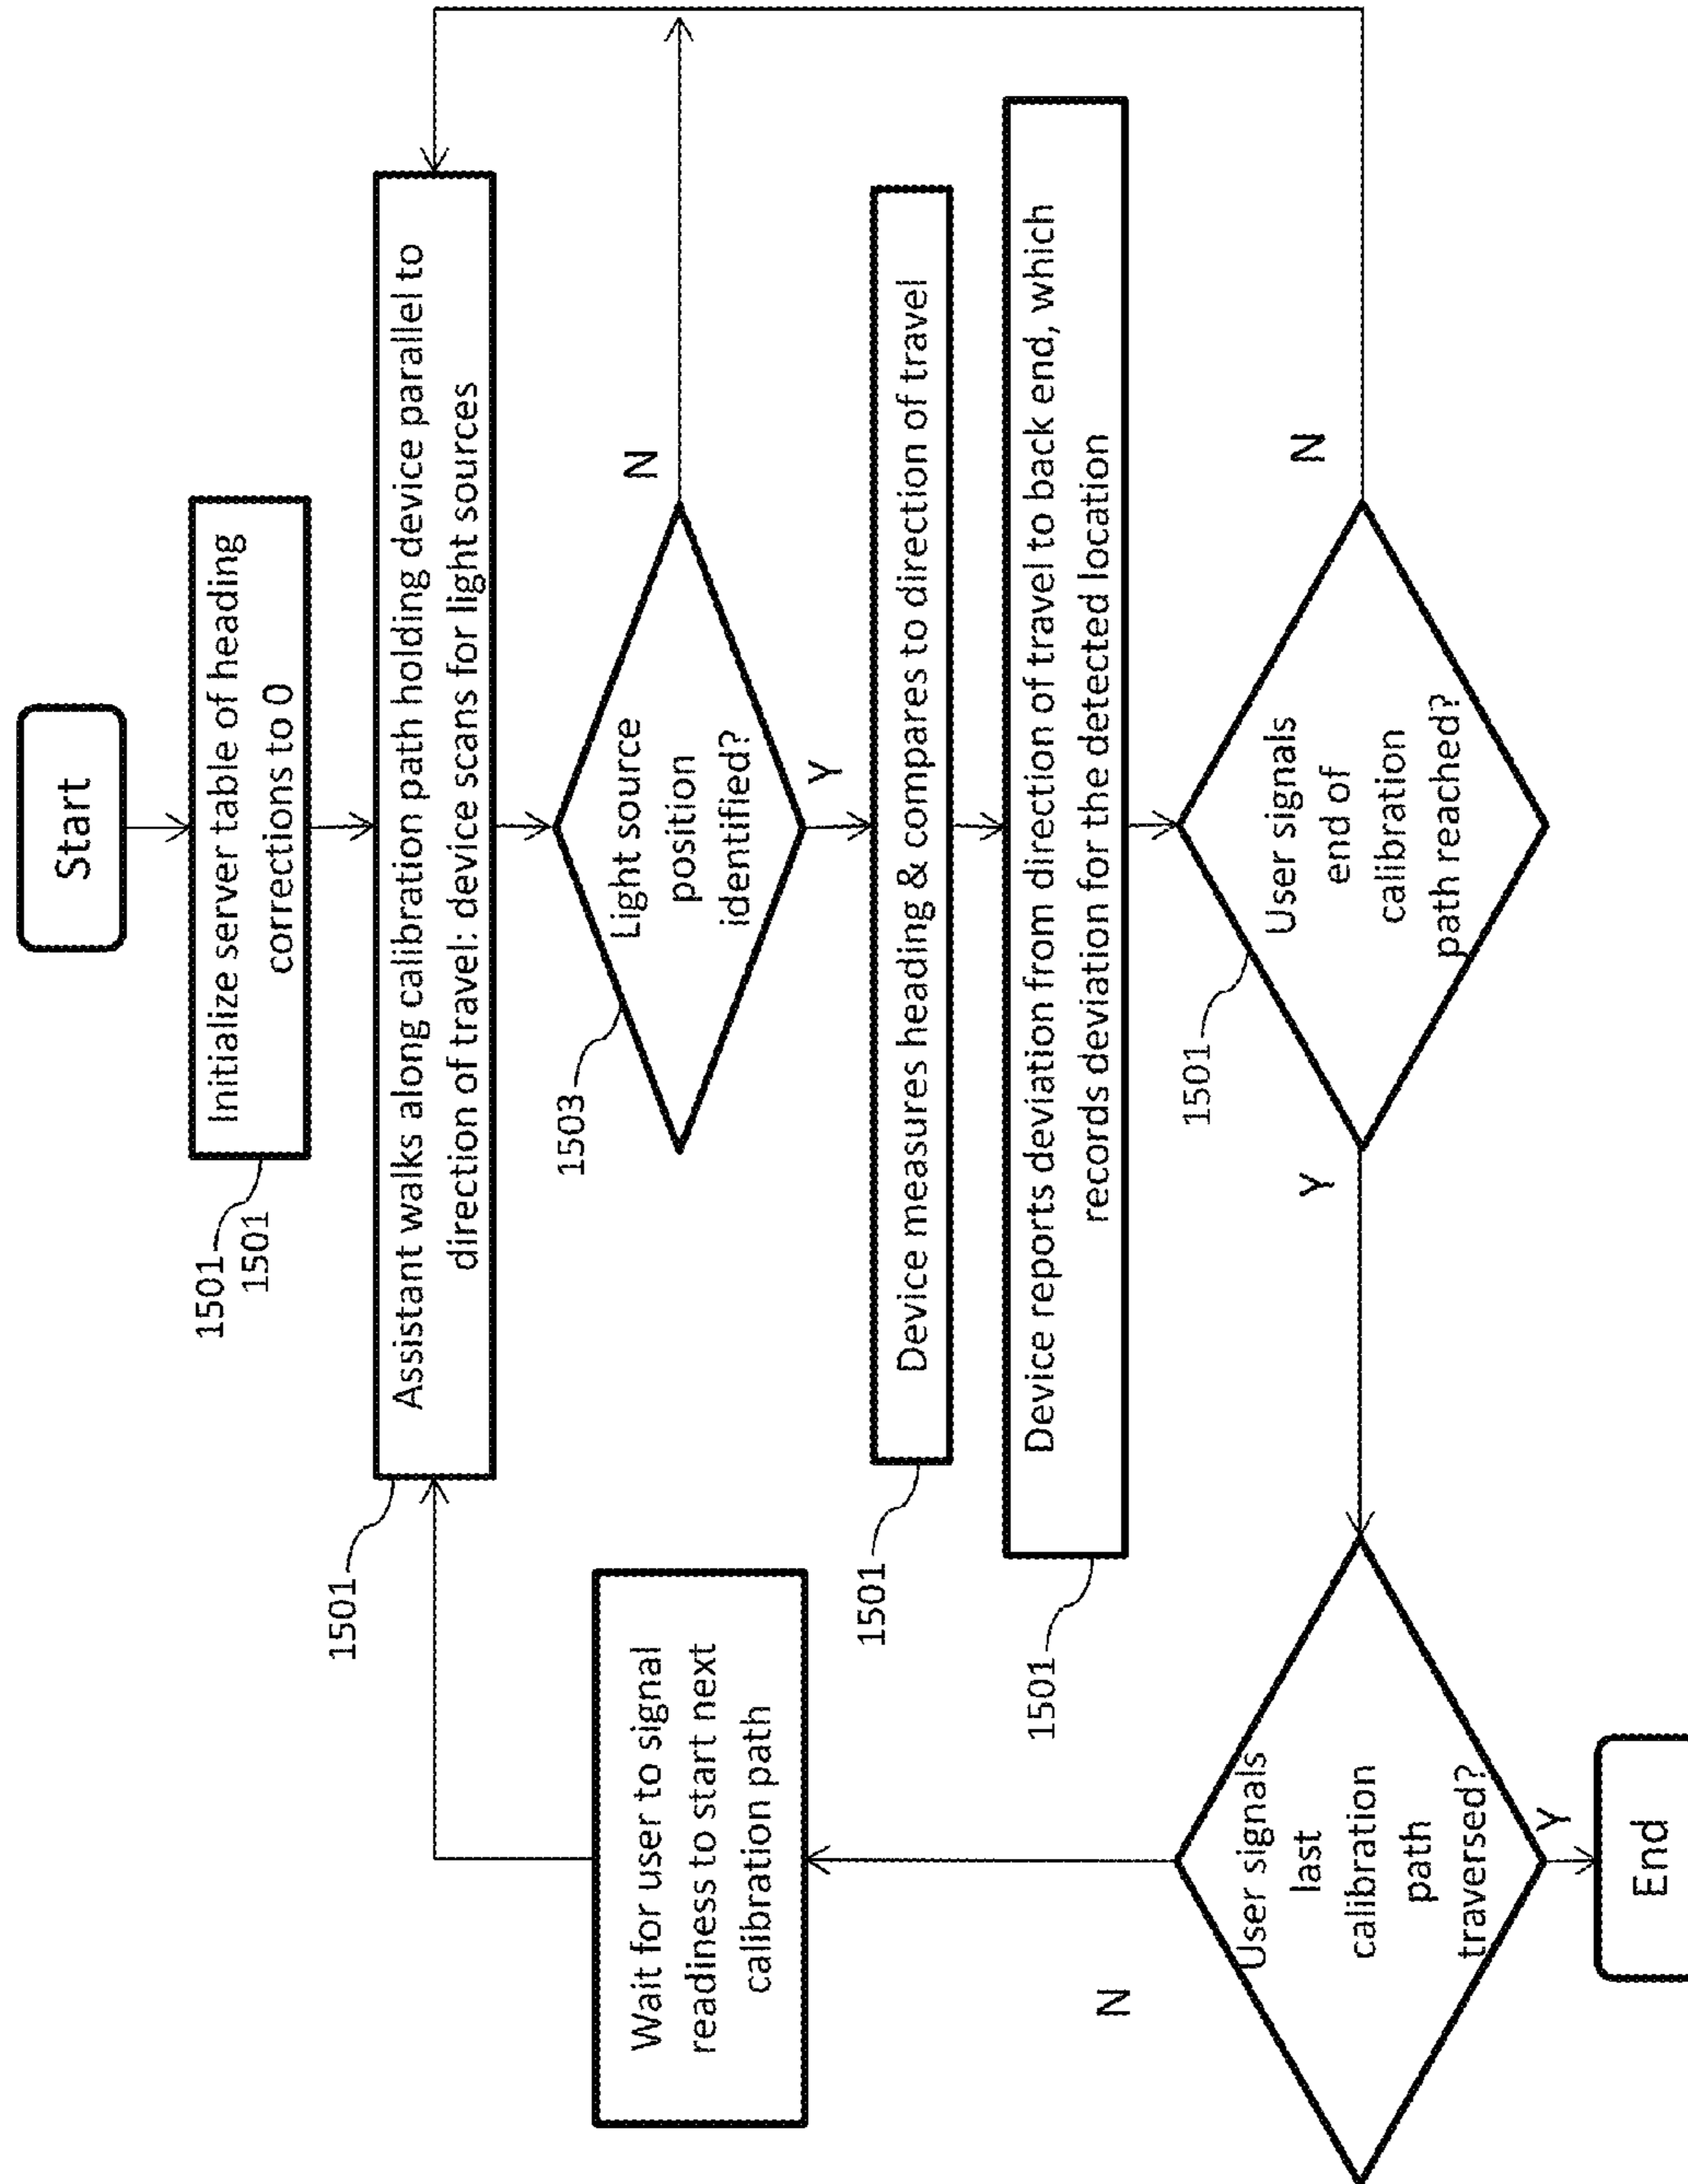 Start
1501
1501
Initialize server table of heading
corrections to 0
1501
Assistant walks along calibration path holding device parallel to
direction of travel: device scans for light sources
1503
Light source
position
identified?
N
Y
1501
Device measures heading & compares to direction of travel
1501
Device reports deviation from direction of travel to back end, which
records deviation for the detected location
1501
User signals
end of
calibration
path reached?
N
Y
Wait for user to signal
readiness to start next
calibration path
N
User signals
last
calibration
path
traversed?
Y
End